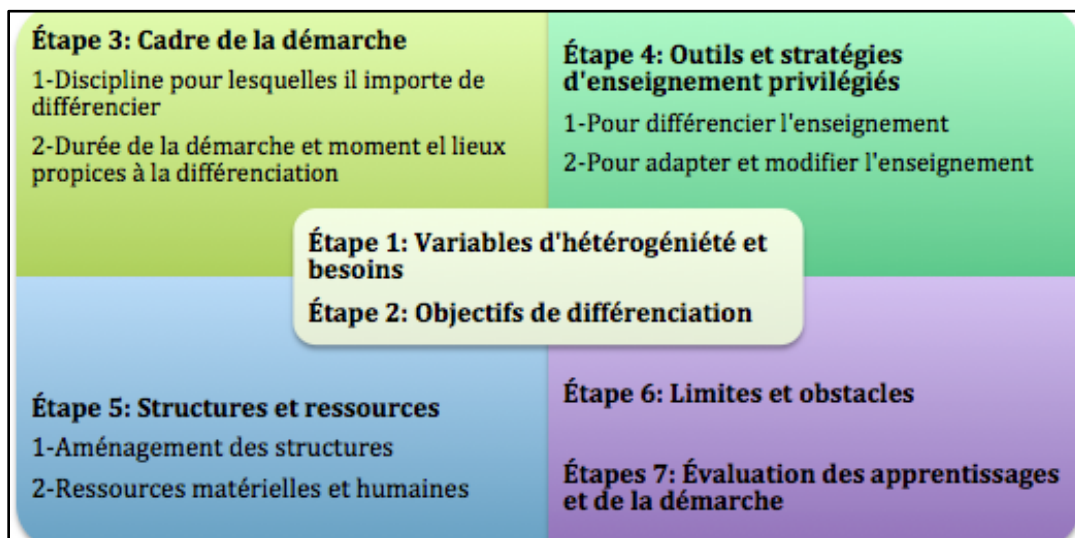 Étape 3: Cadre de la démarche
1-Discipline pour lesquelles il importe de
différencier
2-Durée de la démarche et moment el lieux
propices à la différenciation
Étape 4: Outils et stratégies
d'enseignement privilégiés
1-Pour différencier l'enseignement
2-Pour adapter et modifier l'enseignement
Étape 1: Variables d'hétérogéniété et
besoins
Étape 2: Objectifs de différenciation
Étape 5: Structures et ressources
1-Aménagement des structures
2-Ressources matérielles et humaines
Étape 6: Limites et obstacles
Étapes 7: Évaluation des apprentissages
et de la démarche